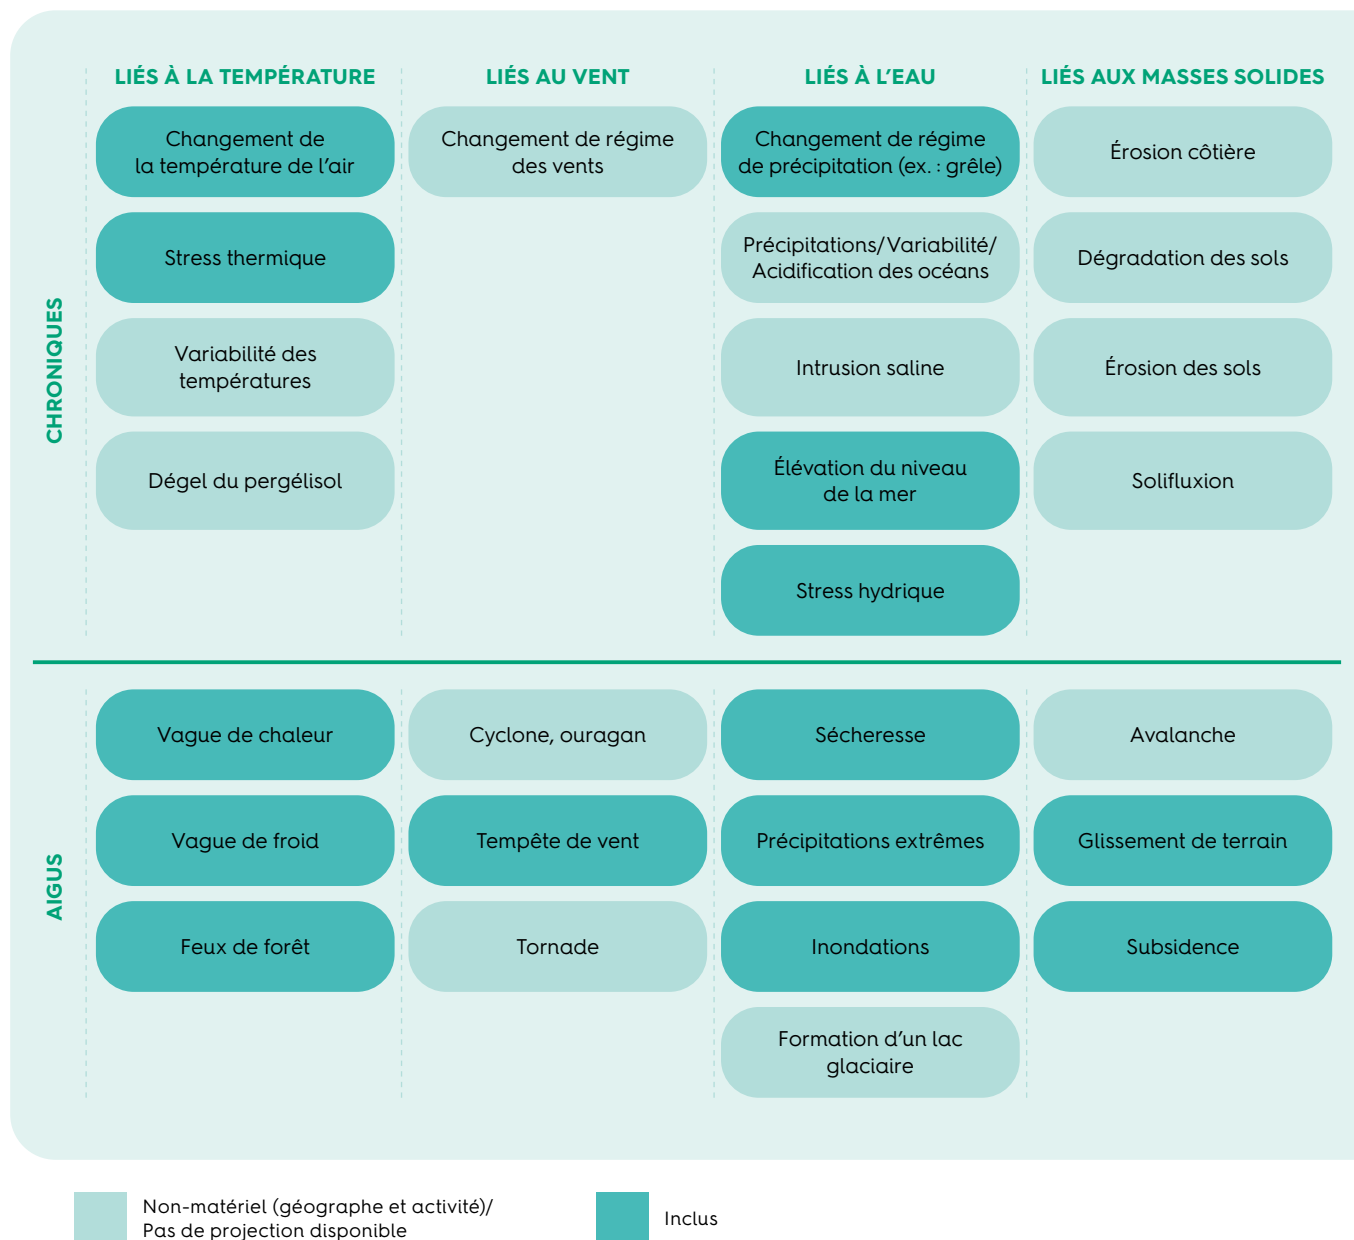 LIÉS À LA TEMPÉRATURE
LIÉS AU VENT
LIÉS À L'EAU
LIÉS AUX MASSES SOLIDES
CHRONIQUES
Changement de
la température de l'air
Changement de régime
des vents
Changement de régime
de précipitation (ex. : grêle)
Érosion côtière
Stress thermique
Précipitations/Variabilité/
Acidification des océans
Dégradation des sols
Variabilité des
températures
Intrusion saline
Érosion des sols
Dégel du pergélisol
Élévation du niveau
de la mer
Solifluxion
Stress hydrique
AIGUS
Vague de chaleur
Cyclone, ouragan
Sécheresse
Avalanche
Vague de froid
Tempête de vent
Précipitations extrêmes
Glissement de terrain
Feux de forêt
Tornade
Inondations
Subsidence
Formation d'un lac
glaciaire
Non-matériel (géographe et activité)/
Pas de projection disponible
Inclus